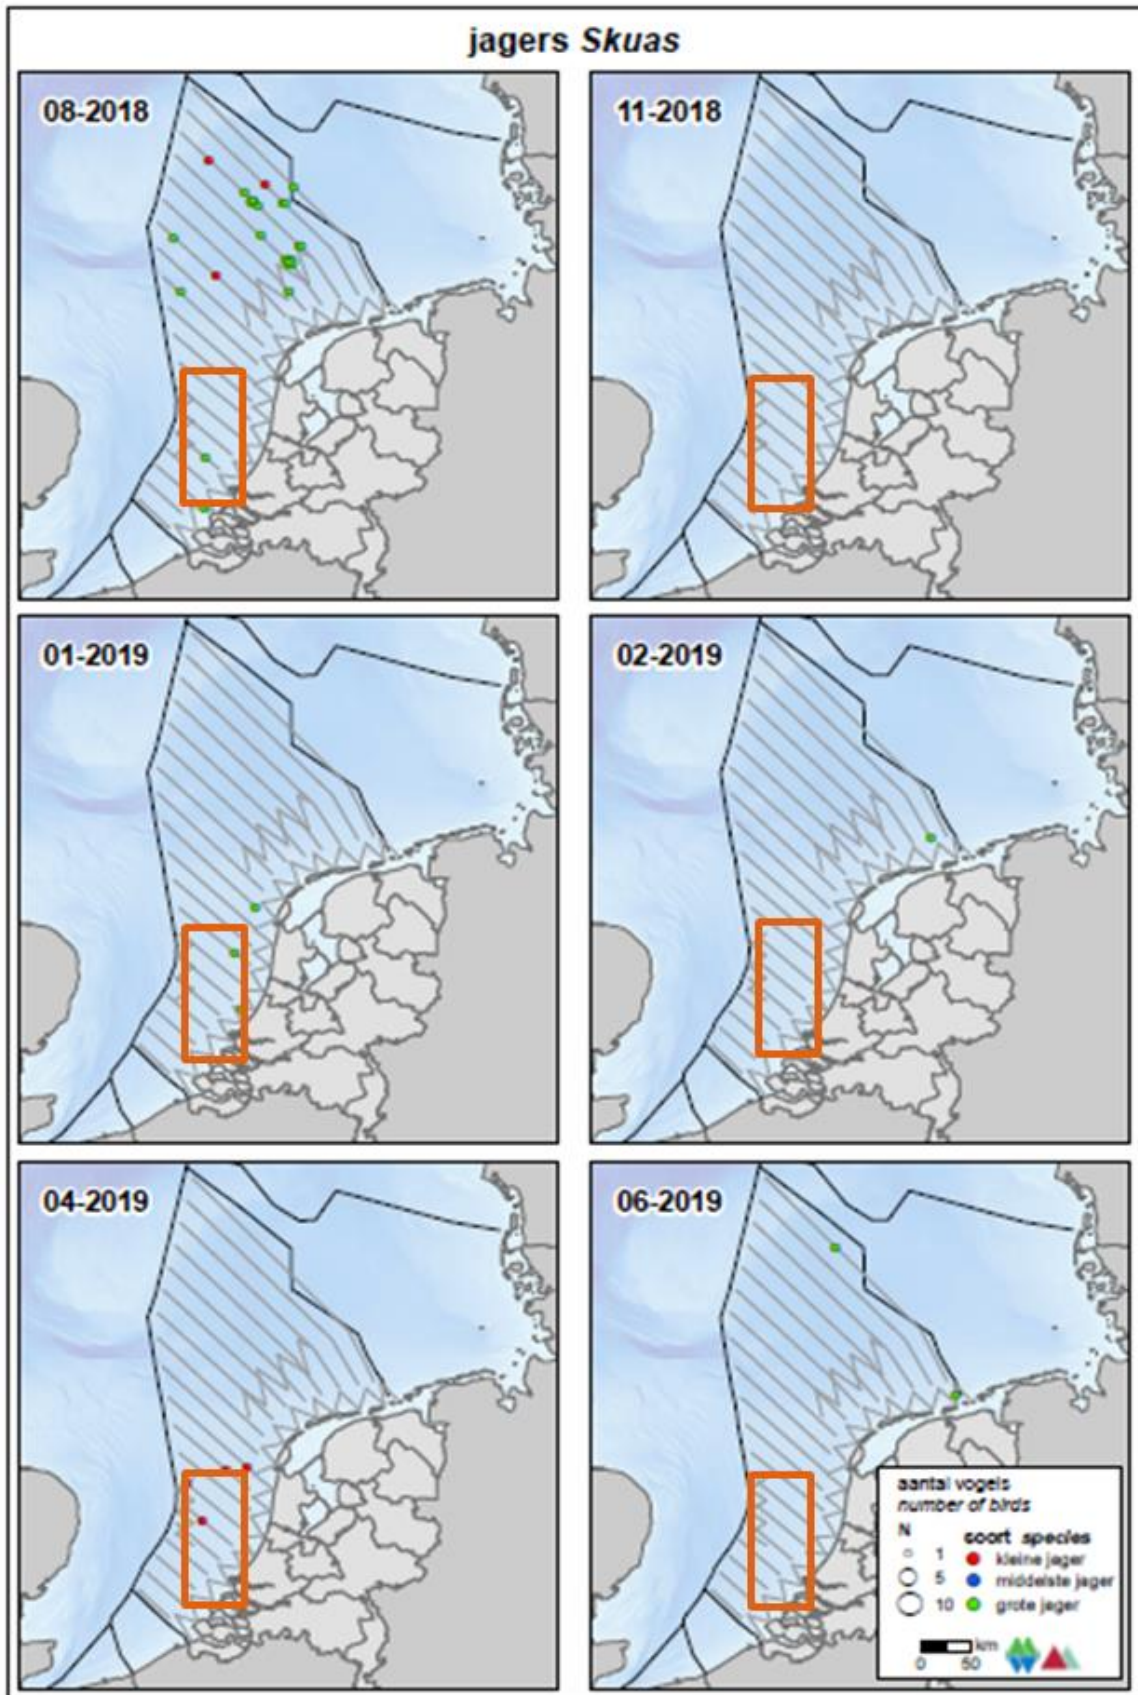 jagers Skuas
08-2018
11-2018
01-2019
02-2019
04-2019
06-2019
aantal vogels
number of birds
N soort species
1 kleine jager
5 middelste jager
10 grote jager
km
0 50